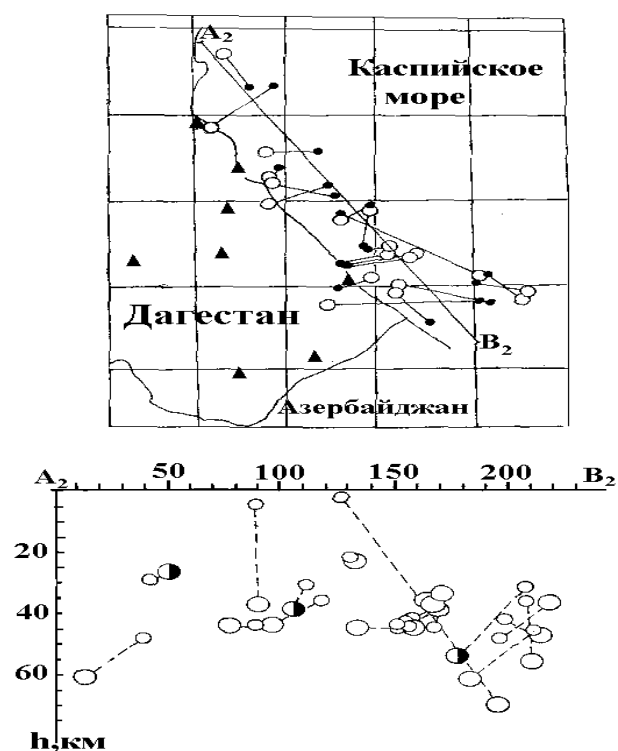 A₂
Каспийское
море
Дагестан
B₂
Азербайджан
A₂ 50 100 150 200 B₂
20
40
60
h,км